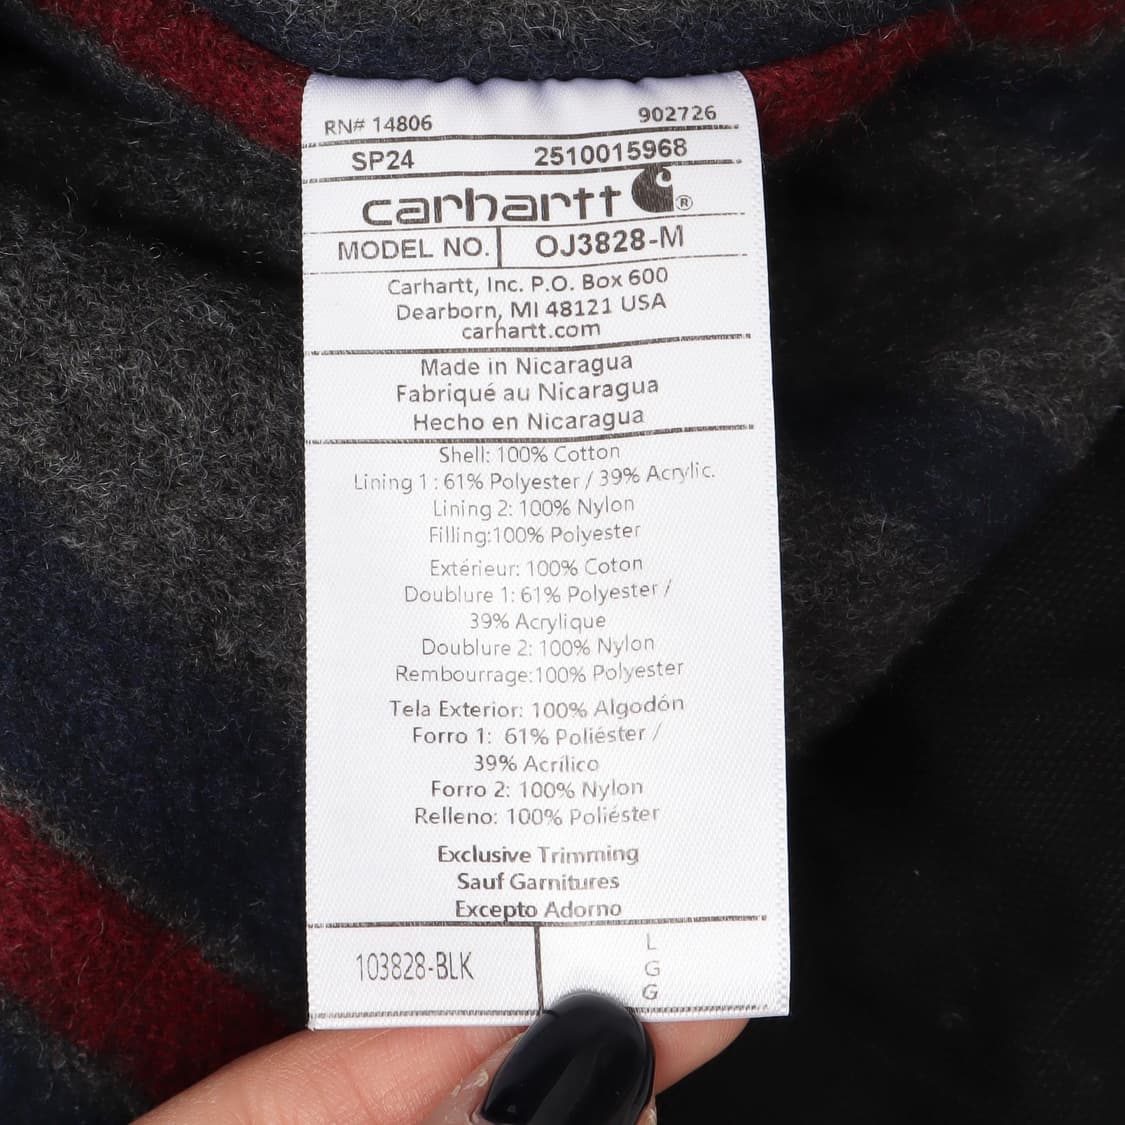 RN# 14806 902726
SP24 2510015968
carhartt ®
MODEL NO. OJ3828-M
Carhartt, Inc. P.O. Box 600
Dearborn, MI 48121 USA
carhartt.com
Made in Nicaragua
Fabriqué au Nicaragua
Hecho en Nicaragua
Shell: 100% Cotton
Lining 1 : 61% Polyester / 39% Acrylic.
Lining 2: 100% Nylon
Filling:100% Polyester
Extérieur: 100% Coton
Doublure 1: 61% Polyester /
39% Acrylique
Doublure 2: 100% Nylon
Rembourrage:100% Polyester
Tela Exterior: 100% Algodón
Forro 1: 61% Poliéster /
39% Acrílico
Forro 2: 100% Nylon
Relleno: 100% Poliéster
Exclusive Trimming
Sauf Garnitures
Excepto Adorno
103828-BLK
L
G
G